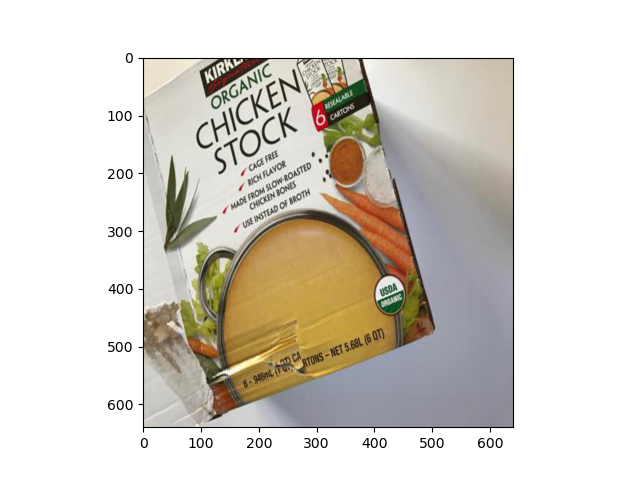 KIRKL
Signature
ORGANIC
CHICKEN
STOCK
6 RESEALABLE
CARTONS
CAGE FREE
RICH FLAVOR
MADE FROM SLOW-ROASTED
CHICKEN BONES
USE INSTEAD OF BROTH
USDA
ORGANIC
6 – 946mL (1 QT) CA RTONS – NET 5.68L (6 QT)
0
100
200
300
400
500
600
0 100 200 300 400 500 600